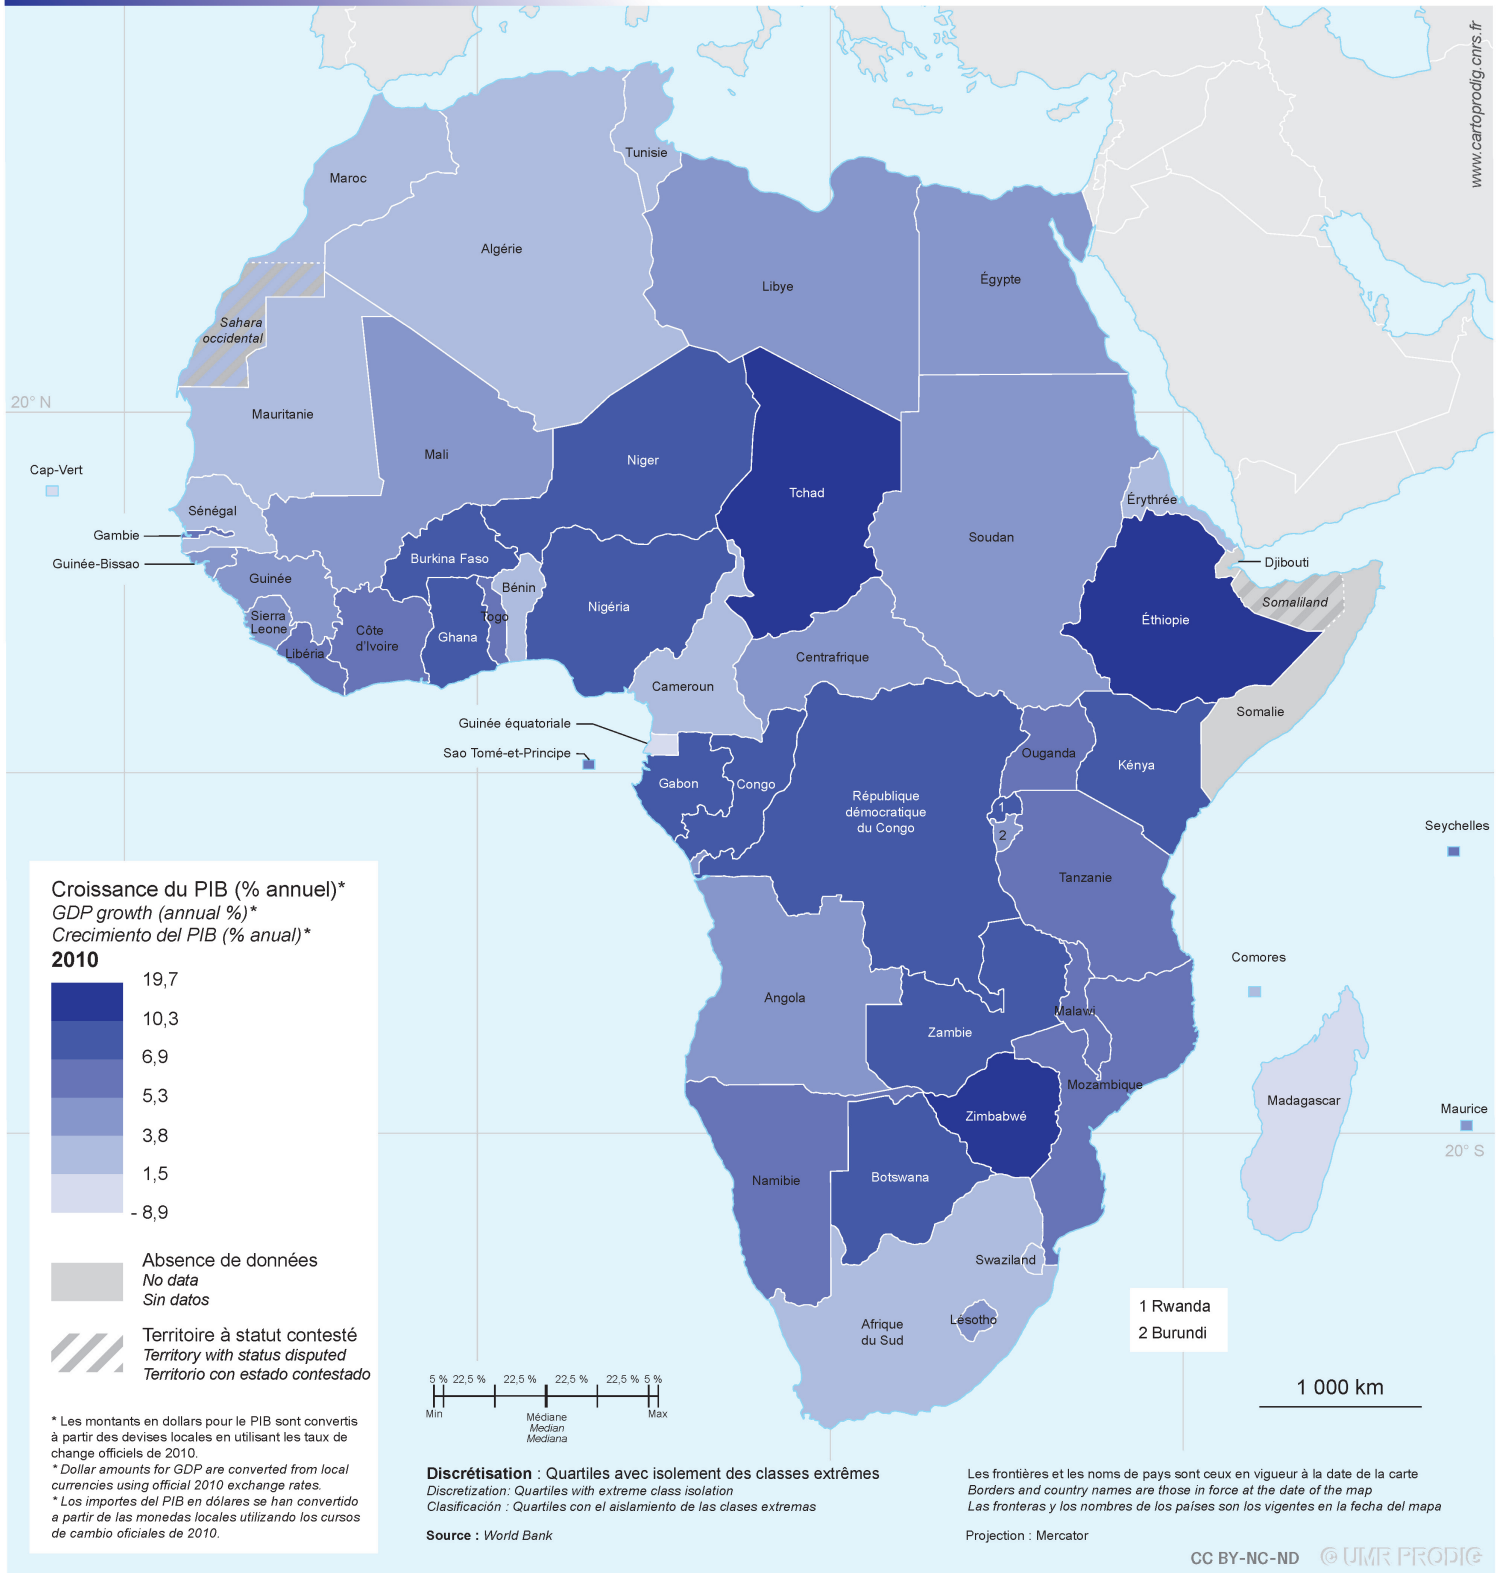 www.cartoprodig.cnrs.fr
Tunisie
Maroc
Algérie
Libye
Égypte
Sahara
occidental
20° N
Mauritanie
Mali
Niger
Tchad
Cap-Vert
Érythrée
Sénégal
Gambie
Soudan
Burkina Faso
Guinée-Bissao
Djibouti
Guinée
Bénin
Somaliland
Nigéria
Sierra
Leone
Togo
Éthiopie
Côte
d'Ivoire
Ghana
Libéria
Centrafrique
Cameroun
Somalie
Guinée équatoriale
Sao Tomé-et-Principe
Ouganda
Kénya
Gabon
Congo
République
démocratique
du Congo
1
2
Seychelles
Tanzanie
Comores
Angola
Malawi
Zambie
Mozambique
Madagascar
Maurice
20° S
Zimbabwé
Namibie
Botswana
Swaziland
Lésotho
Afrique
du Sud
Croissance du PIB (% annuel)*
GDP growth (annual %)*
Crecimiento del PIB (% anual)*
2010
19,7
10,3
6,9
5,3
3,8
1,5
- 8,9
Absence de données
No data
Sin datos
Territoire à statut contesté
Territory with status disputed
Territorio con estado contestado
* Les montants en dollars pour le PIB sont convertis
à partir des devises locales en utilisant les taux de
change officiels de 2010.
* Dollar amounts for GDP are converted from local
currencies using official 2010 exchange rates.
* Los importes del PIB en dólares se han convertido
a partir de las monedas locales utilizando los cursos
de cambio oficiales de 2010.
1 Rwanda
2 Burundi
1 000 km
5 % 22,5 % 22,5 % 22,5 % 22,5 % 5 %
Min Médiane Max
Median
Mediana
Discrétisation : Quartiles avec isolement des classes extrêmes
Discretization: Quartiles with extreme class isolation
Clasificación : Quartiles con el aislamiento de las clases extremas
Source : World Bank
Les frontières et les noms de pays sont ceux en vigueur à la date de la carte
Borders and country names are those in force at the date of the map
Las fronteras y los nombres de los países son los vigentes en la fecha del mapa
Projection : Mercator
CC BY-NC-ND © UMR PRODIG